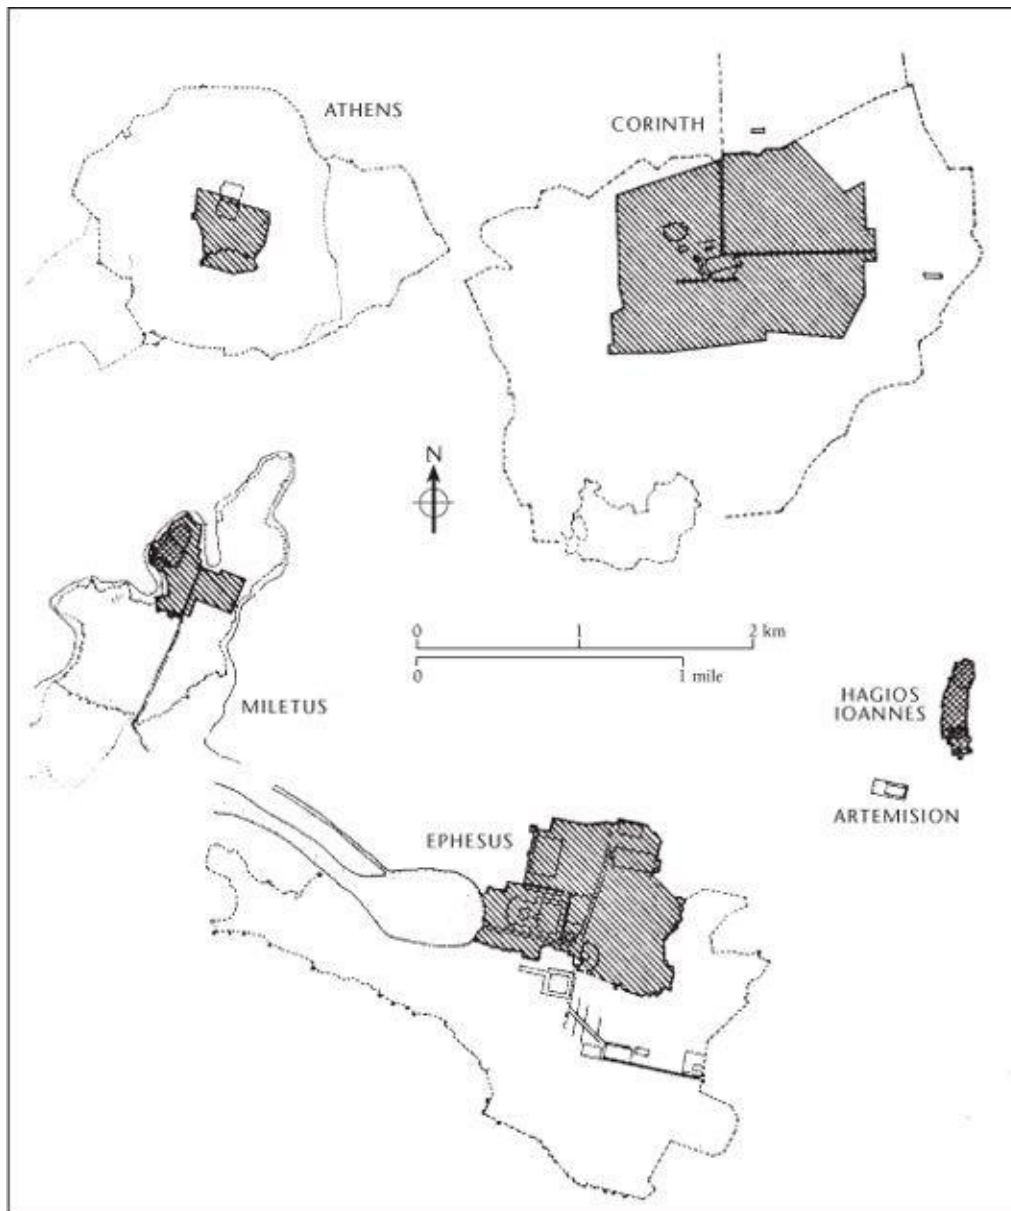 ATHENS
CORINTH
N
0 1 2 km
0 1 mile
MILETUS
HAGIOS
IOANNES
ARTEMISION
EPHESUS